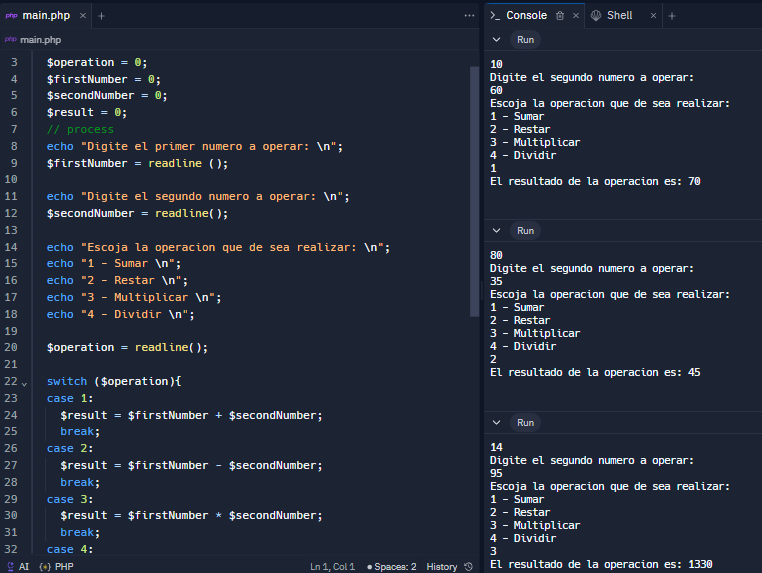 php main.php × +
php main.php
3 $operation = 0;
4 $firstNumber = 0;
5 $secondNumber = 0;
6 $result = 0;
7 // process
8 echo "Digite el primer numero a operar: \n";
9 $firstNumber = readline ();
10
11 echo "Digite el segundo numero a operar: \n";
12 $secondNumber = readline();
13
14 echo "Escoja la operacion que de sea realizar: \n";
15 echo "1 - Sumar \n";
16 echo "2 - Restar \n";
17 echo "3 - Multiplicar \n";
18 echo "4 - Dividir \n";
19
20 $operation = readline();
21
22 switch ($operation){
23 case 1:
24 $result = $firstNumber + $secondNumber;
25 break;
26 case 2:
27 $result = $firstNumber - $secondNumber;
28 break;
29 case 3:
30 $result = $firstNumber * $secondNumber;
31 break;
32 case 4:
AI {+} PHP Ln 1, Col 1 Spaces: 2 History
Console × Shell × +
Run
10
Digite el segundo numero a operar:
60
Escoja la operacion que de sea realizar:
1 - Sumar
2 - Restar
3 - Multiplicar
4 - Dividir
1
El resultado de la operacion es: 70
Run
80
Digite el segundo numero a operar:
35
Escoja la operacion que de sea realizar:
1 - Sumar
2 - Restar
3 - Multiplicar
4 - Dividir
2
El resultado de la operacion es: 45
Run
14
Digite el segundo numero a operar:
95
Escoja la operacion que de sea realizar:
1 - Sumar
2 - Restar
3 - Multiplicar
4 - Dividir
3
El resultado de la operacion es: 1330